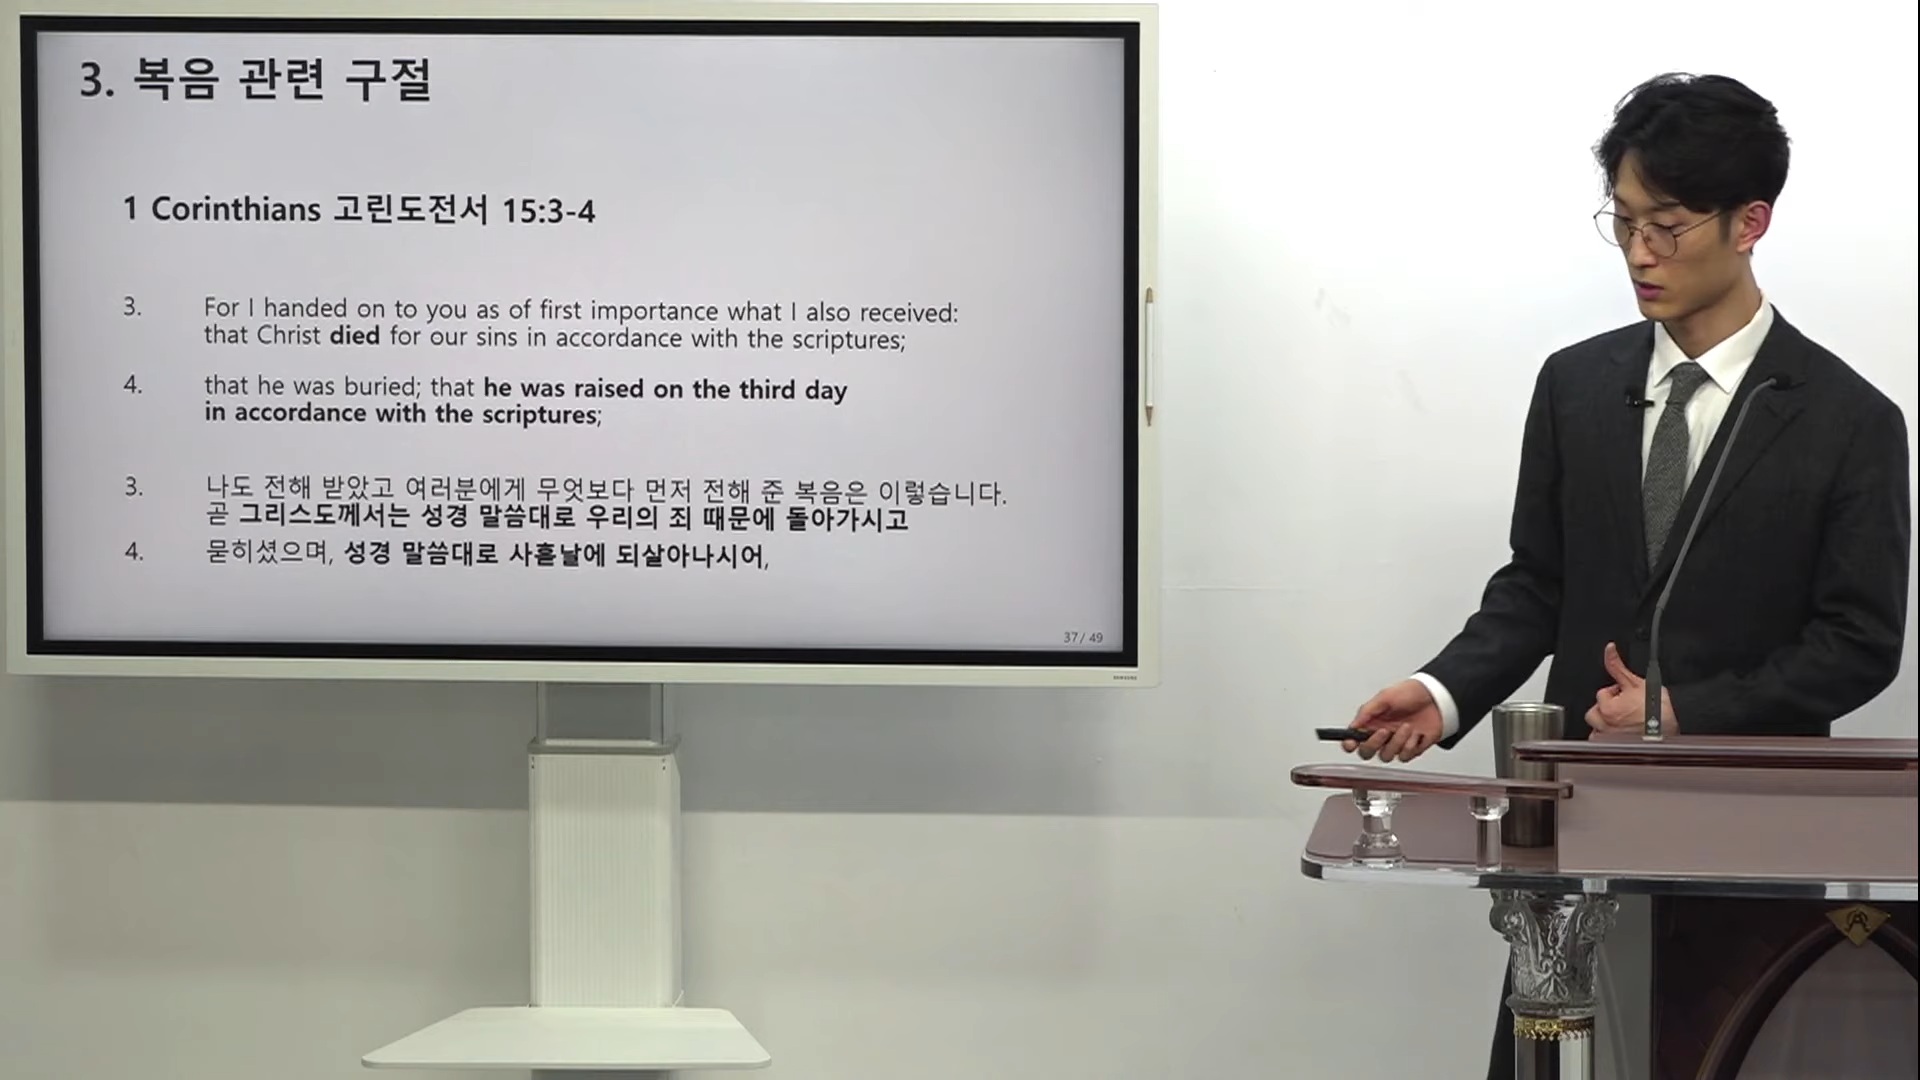 3. 복음 관련 구절
1 Corinthians 고린도전서 15:3-4
3. For I handed on to you as of first importance what I also received:
that Christ died for our sins in accordance with the scriptures;
4. that he was buried; that he was raised on the third day
in accordance with the scriptures;
3. 나도 전해 받았고 여러분에게 무엇보다 먼저 전해 준 복음은 이렇습니다.
곧 그리스도께서는 성경 말씀대로 우리의 죄 때문에 돌아가시고
4. 묻히셨으며, 성경 말씀대로 사흗날에 되살아나시어,
37/ 49
SAMSUNG